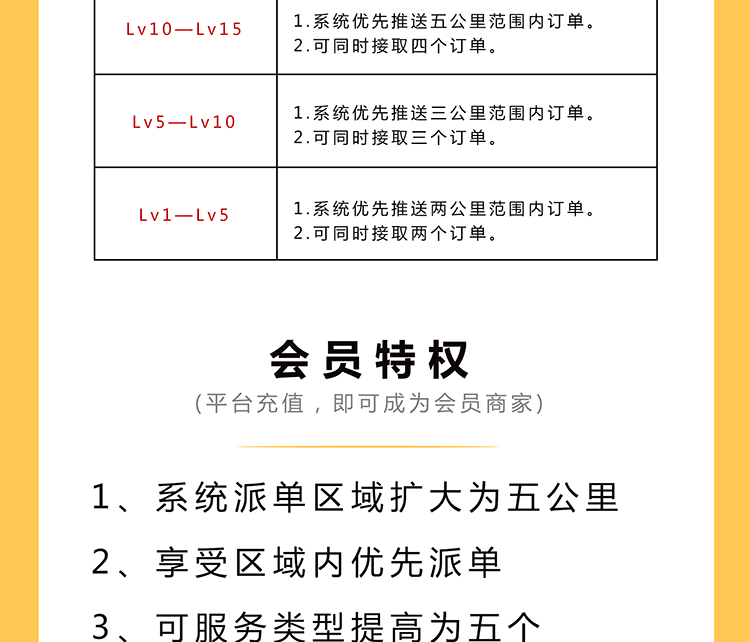 Lv10—Lv15
1.系统优先推送五公里范围内订单。
2.可同时接取四个订单。
Lv5—Lv10
1.系统优先推送三公里范围内订单。
2.可同时接取三个订单。
Lv1—Lv5
1.系统优先推送两公里范围内订单。
2.可同时接取两个订单。
会员特权
(平台充值，即可成为会员商家)
1、系统派单区域扩大为五公里
2、享受区域内优先派单
3、可服务类型提高为五个